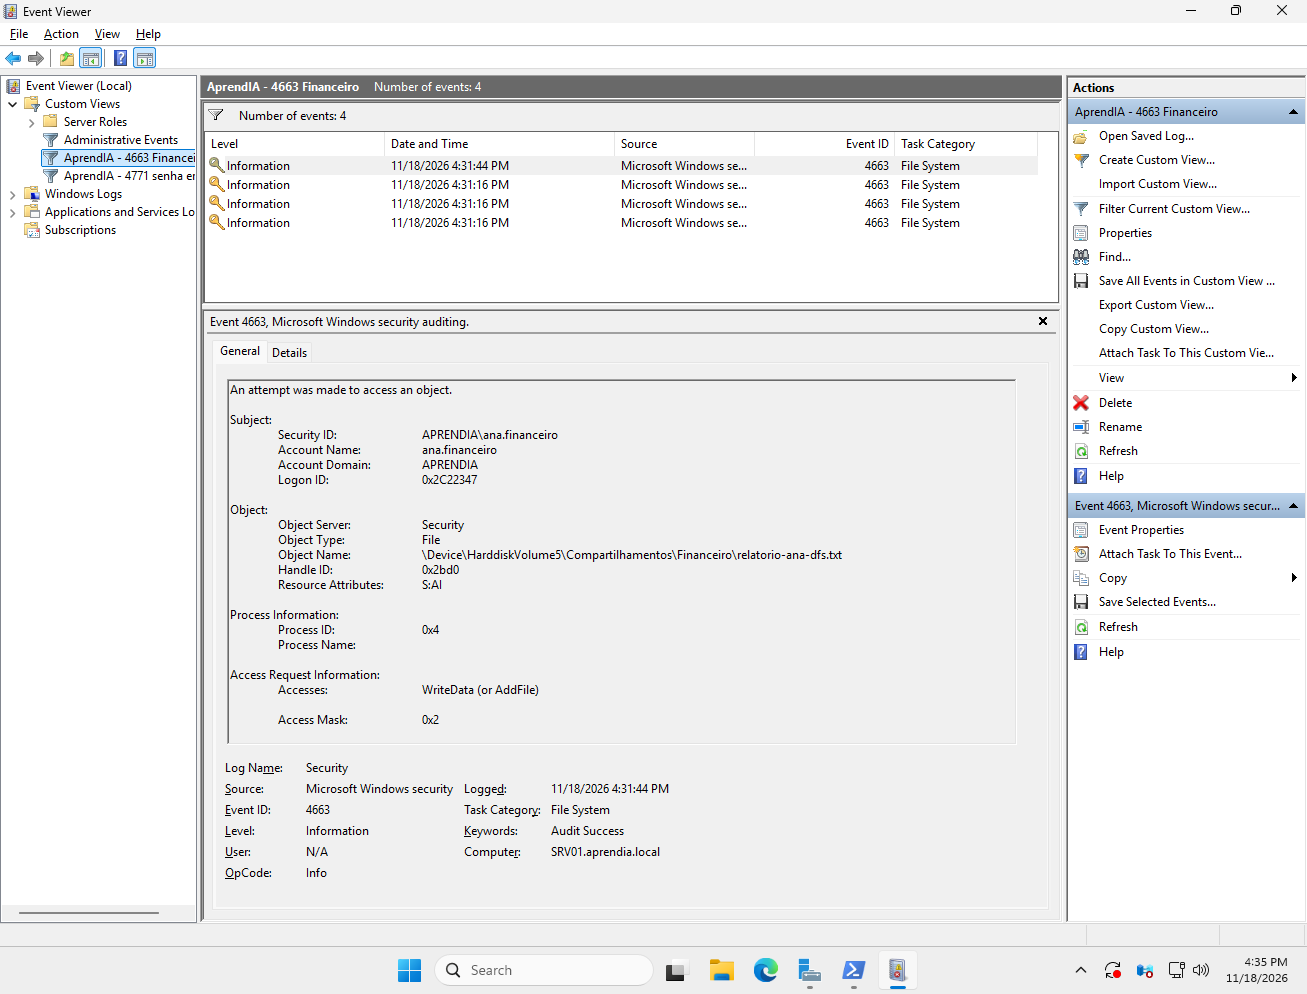 Event Viewer
File Action View Help
Event Viewer (Local)
Custom Views
Server Roles
Administrative Events
AprendIA - 4663 Financei
AprendIA - 4771 senha er
Windows Logs
Applications and Services Lo
Subscriptions
AprendIA - 4663 Financeiro Number of events: 4
Number of events: 4
Level Date and Time Source Event ID Task Category
Information 11/18/2026 4:31:44 PM Microsoft Windows se... 4663 File System
Information 11/18/2026 4:31:16 PM Microsoft Windows se... 4663 File System
Information 11/18/2026 4:31:16 PM Microsoft Windows se... 4663 File System
Information 11/18/2026 4:31:16 PM Microsoft Windows se... 4663 File System
Event 4663, Microsoft Windows security auditing.
General Details
An attempt was made to access an object.
Subject:
Security ID: APRENDIA\ana.financeiro
Account Name: ana.financeiro
Account Domain: APRENDIA
Logon ID: 0x2C22347
Object:
Object Server: Security
Object Type: File
Object Name: \Device\HarddiskVolume5\Compartilhamentos\Financeiro\relatorio-ana-dfs.txt
Handle ID: 0x2bd0
Resource Attributes: S:AI
Process Information:
Process ID: 0x4
Process Name:
Access Request Information:
Accesses: WriteData (or AddFile)
Access Mask: 0x2
Log Name: Security
Source: Microsoft Windows security Logged: 11/18/2026 4:31:44 PM
Event ID: 4663 Task Category: File System
Level: Information Keywords: Audit Success
User: N/A Computer: SRV01.aprendia.local
OpCode: Info
Actions
AprendIA - 4663 Financeiro
Open Saved Log...
Create Custom View...
Import Custom View...
Filter Current Custom View...
Properties
Find...
Save All Events in Custom View ...
Export Custom View...
Copy Custom View...
Attach Task To This Custom Vie...
View
Delete
Rename
Refresh
Help
Event 4663, Microsoft Windows secur...
Event Properties
Attach Task To This Event...
Copy
Save Selected Events...
Refresh
Help
Search
4:35 PM
11/18/2026